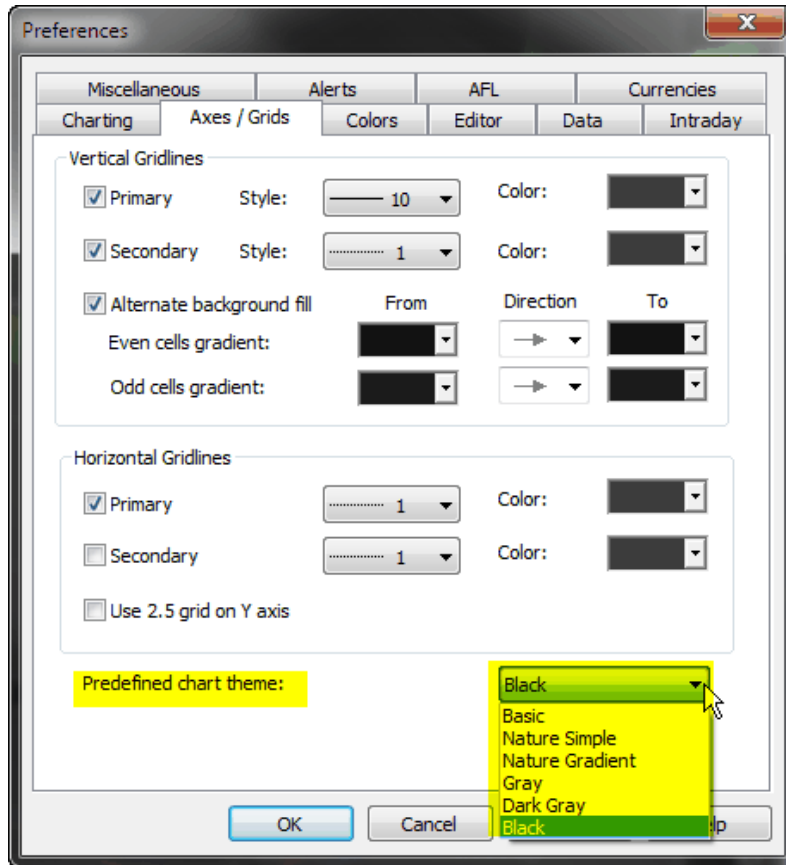 Preferences
Miscellaneous Alerts AFL Currencies
Charting Axes / Grids Colors Editor Data Intraday
Vertical Gridlines
Primary Style: 10 Color:
Secondary Style: 1 Color:
Alternate background fill From Direction To
Even cells gradient:
Odd cells gradient:
Horizontal Gridlines
Primary 1 Color:
Secondary 1 Color:
Use 2.5 grid on Y axis
Predefined chart theme: Black
Basic
Nature Simple
Nature Gradient
Gray
Dark Gray
Black
OK Cancel